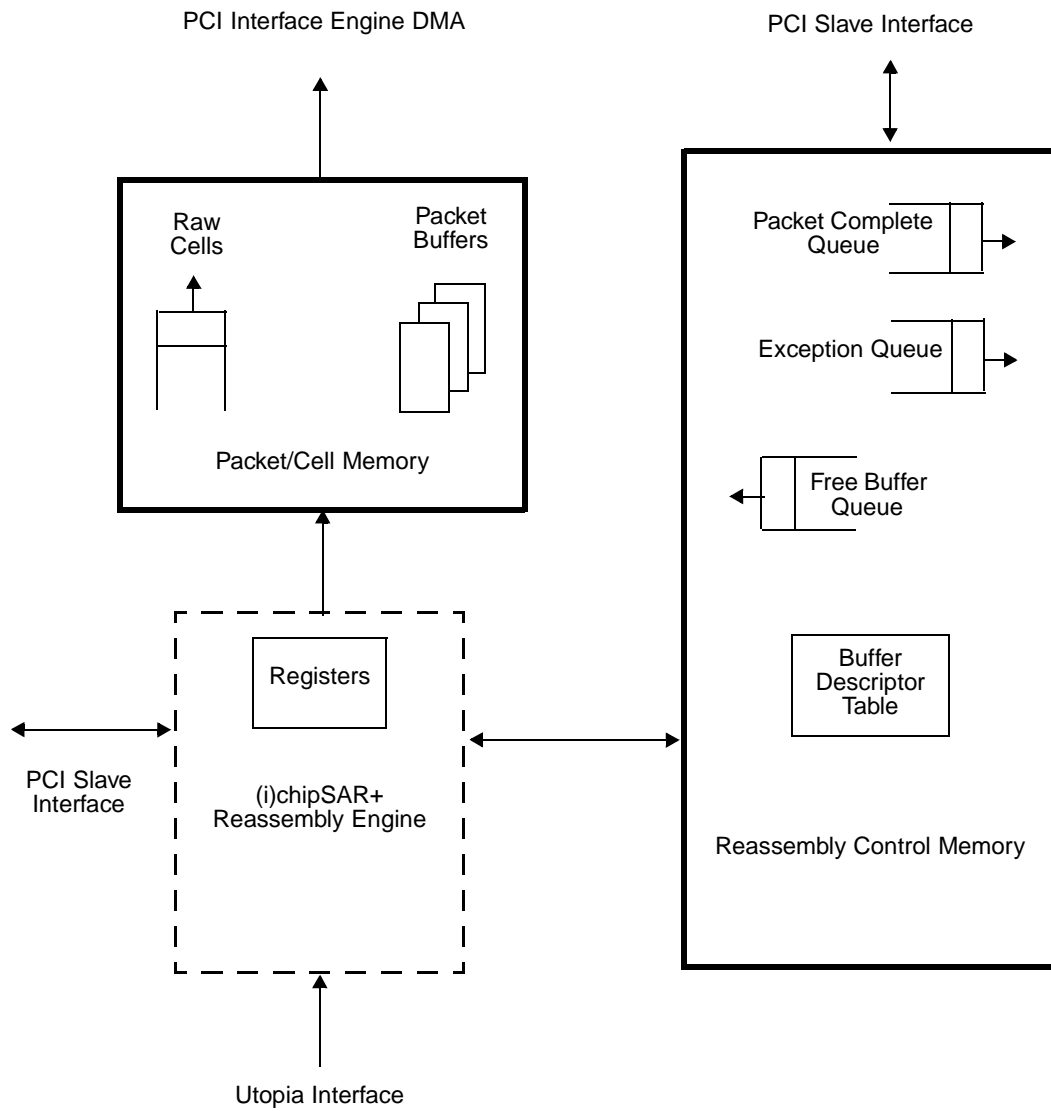 PCI Interface Engine DMA
PCI Slave Interface
Raw
Cells
Packet
Buffers
Packet/Cell Memory
Packet Complete
Queue
Exception Queue
Free Buffer
Queue
Buffer
Descriptor
Table
Reassembly Control Memory
Registers
(i)chipSAR+
Reassembly Engine
PCI Slave
Interface
Utopia Interface